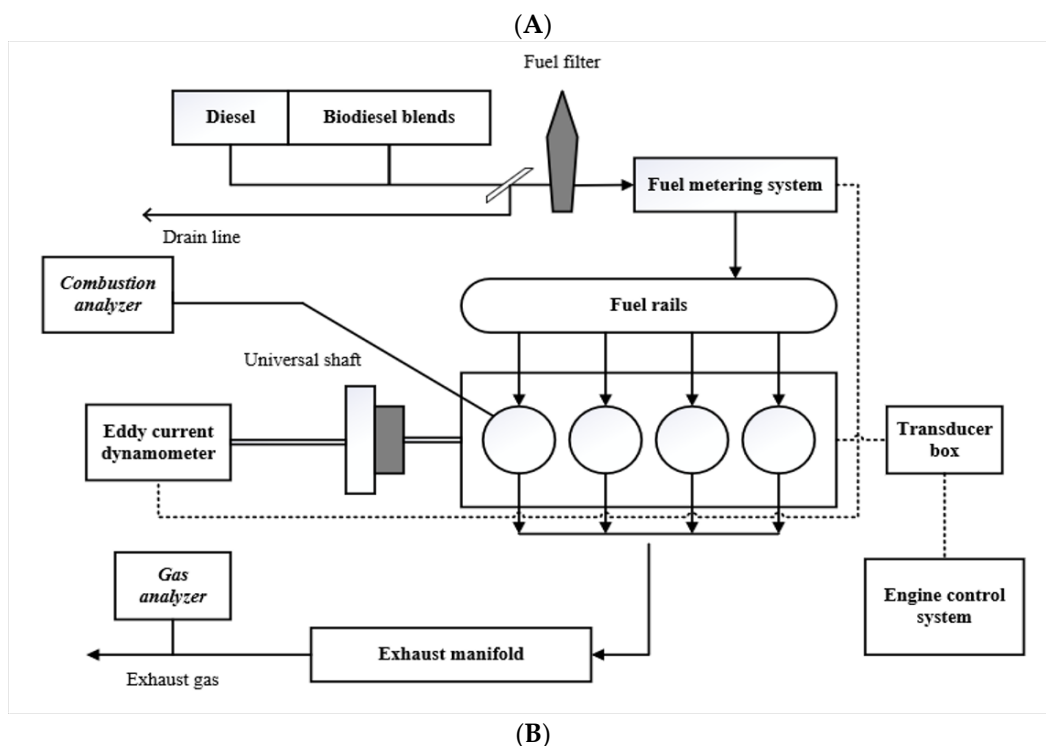 (A)
Fuel filter
Diesel
Biodiesel blends
Fuel metering system
Drain line
Combustion
analyzer
Fuel rails
Universal shaft
Eddy current
dynamometer
Transducer
box
Gas
analyzer
Engine control
system
Exhaust manifold
Exhaust gas
(B)